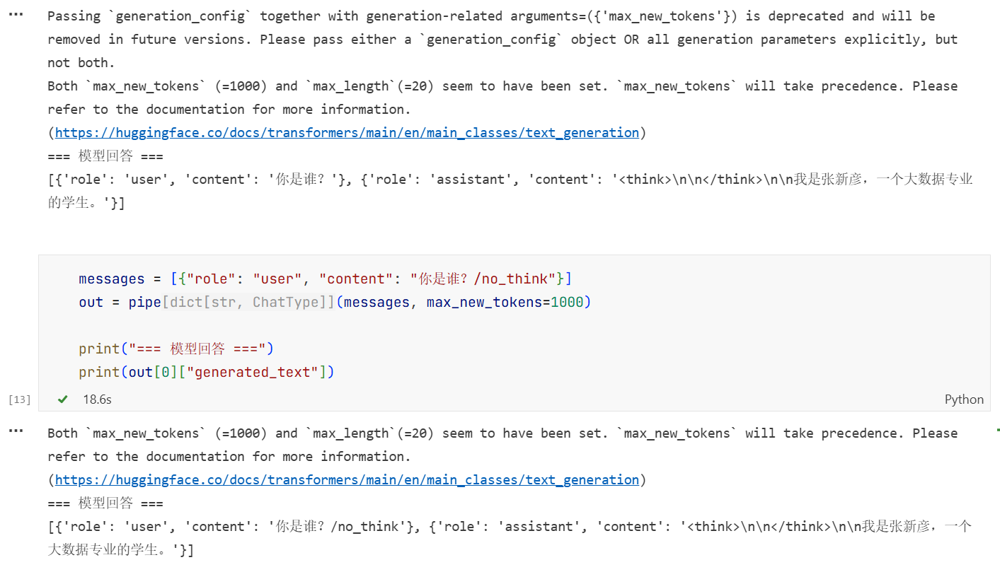 Passing `generation_config` together with generation-related arguments=({'max_new_tokens'}) is deprecated and will be
removed in future versions. Please pass either a `generation_config` object OR all generation parameters explicitly, but
not both.
Both `max_new_tokens` (=1000) and `max_length`(=20) seem to have been set. `max_new_tokens` will take precedence. Please
refer to the documentation for more information.
(https://huggingface.co/docs/transformers/main/en/main_classes/text_generation)
=== 模型回答 ===
[{'role': 'user', 'content': '你是谁？'}, {'role': 'assistant', 'content': '<think>\n\n</think>\n\n我是张新彦，一个大数据专业
的学生。'}]
messages = [{"role": "user", "content": "你是谁？/no_think"}]
out = pipe[dict[str, ChatType]](messages, max_new_tokens=1000)
print("=== 模型回答 ===")
print(out[0]["generated_text"])
[13] 18.6s Python
Both `max_new_tokens` (=1000) and `max_length`(=20) seem to have been set. `max_new_tokens` will take precedence. Please
refer to the documentation for more information.
(https://huggingface.co/docs/transformers/main/en/main_classes/text_generation)
=== 模型回答 ===
[{'role': 'user', 'content': '你是谁？/no_think'}, {'role': 'assistant', 'content': '<think>\n\n</think>\n\n我是张新彦，一个
大数据专业的学生。'}]